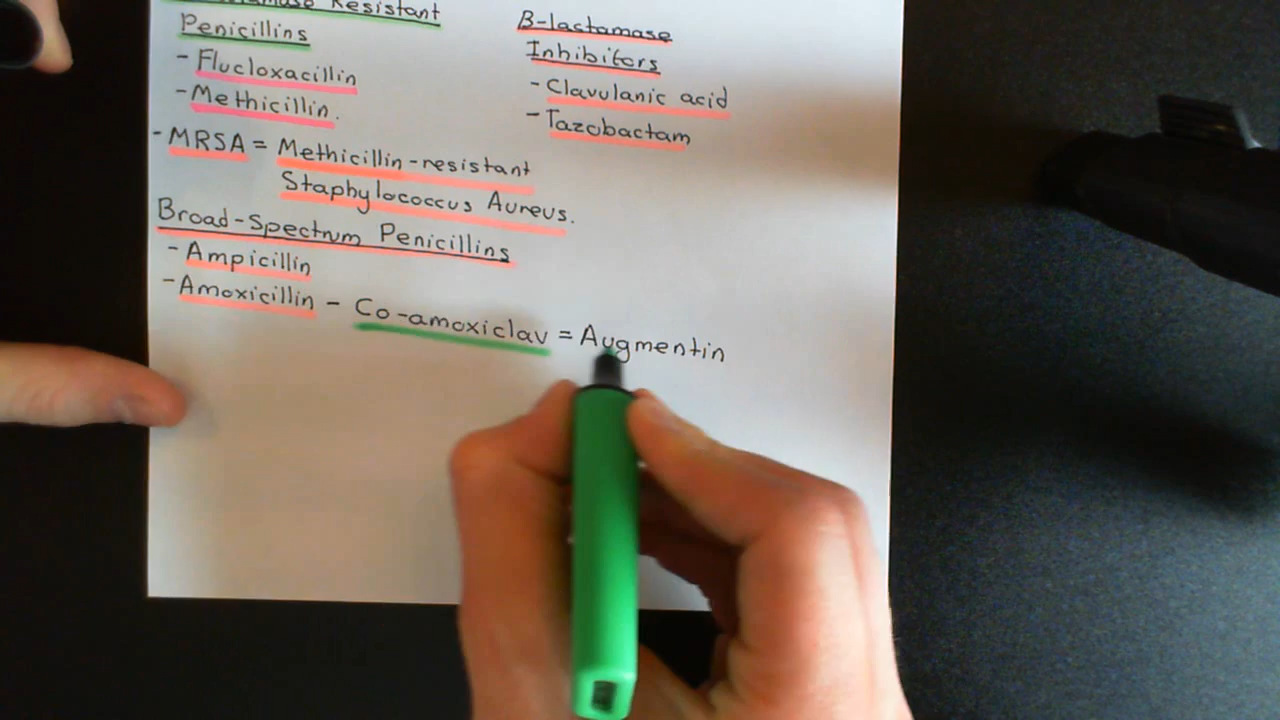 Resistant
Penicillins
- Flucloxacillin
- Methicillin.
- MRSA = Methicillin-resistant
Staphylococcus Aureus.
Broad-Spectrum Penicillins
- Ampicillin
- Amoxicillin - Co-amoxiclav = Augmentin
β-lactamase
Inhibitors
- Clavulanic acid
- Tazobactam